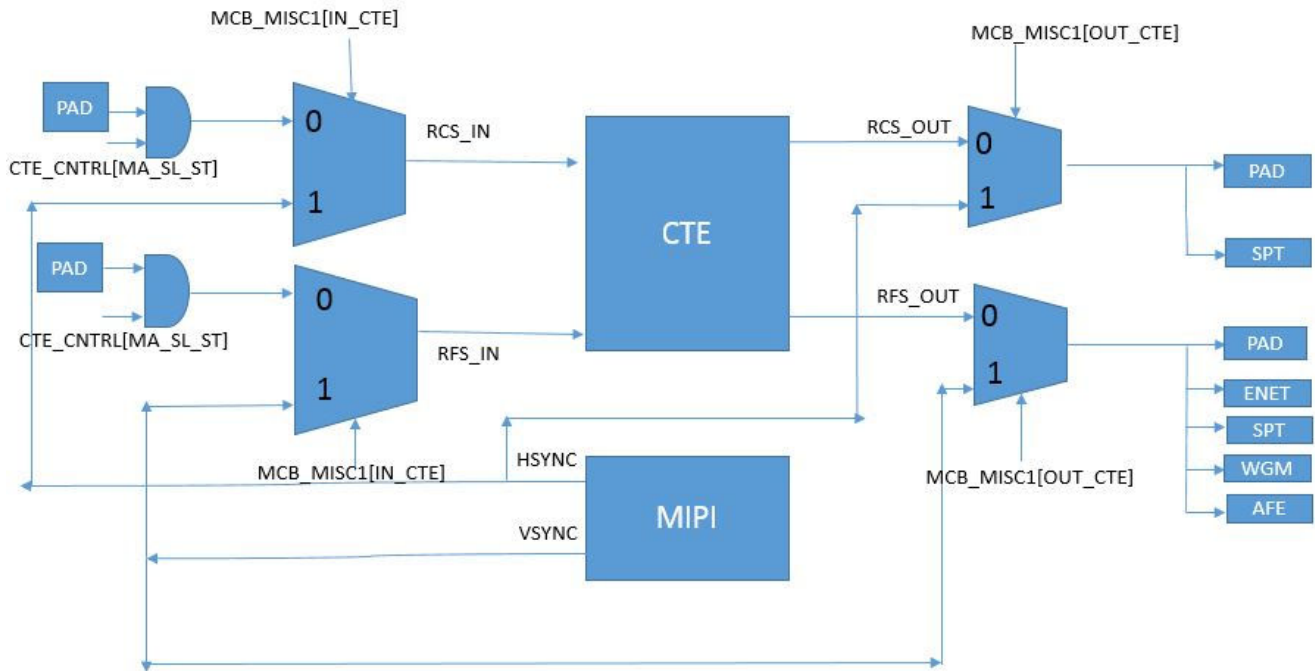 MCB_MISC1[IN_CTE]
MCB_MISC1[OUT_CTE]
PAD
0
RCS_IN
RCS_OUT
0
CTE_CNTRL[MA_SL_ST]
PAD
1
1
CTE
PAD
SPT
0
RFS_OUT
0
CTE_CNTRL[MA_SL_ST]
RFS_IN
PAD
1
1
ENET
SPT
MCB_MISC1[IN_CTE]
HSYNC
MCB_MISC1[OUT_CTE]
WGM
MIPI
AFE
VSYNC